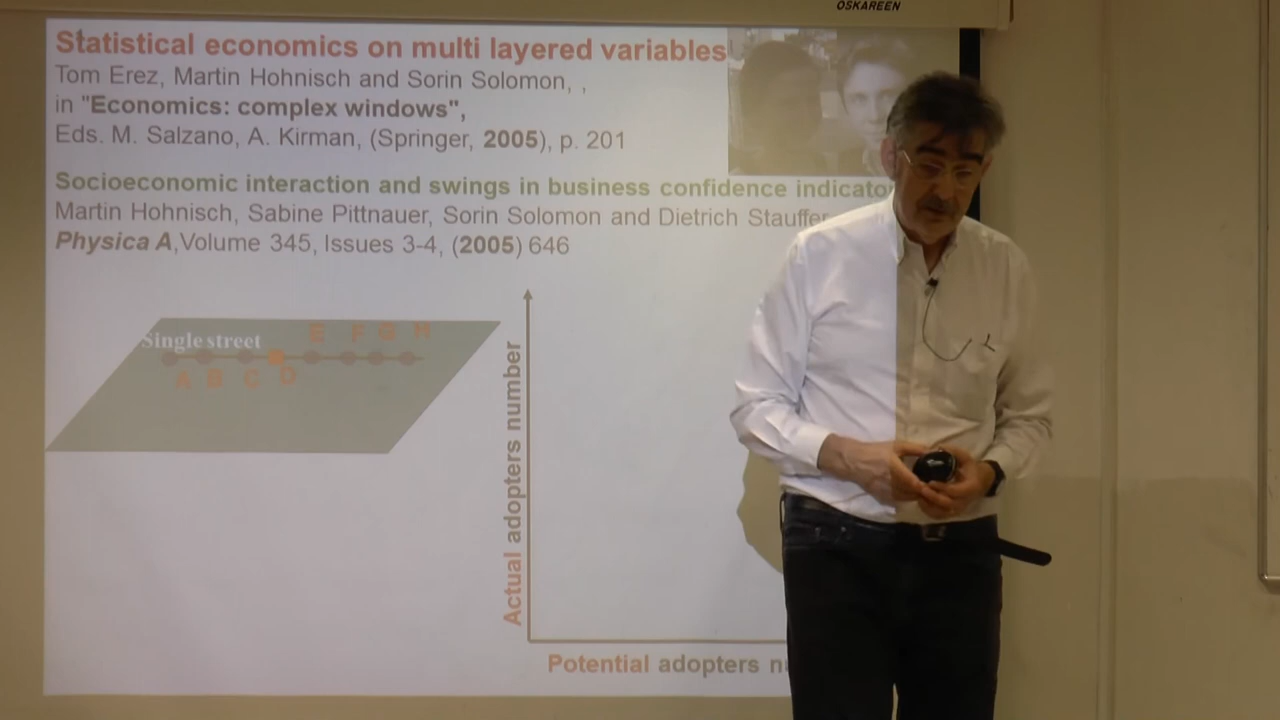 OSKAREEN
Statistical economics on multi layered variables
Tom Erez, Martin Hohnisch and Sorin Solomon, ,
in "Economics: complex windows",
Eds. M. Salzano, A. Kirman, (Springer, 2005), p. 201
Socioeconomic interaction and swings in business confidence indicato
Martin Hohnisch, Sabine Pittnauer, Sorin Solomon and Dietrich Stauffer
Physica A,Volume 345, Issues 3-4, (2005) 646
Single street
E F G H
A B C D
Actual adopters number
Potential adopters n